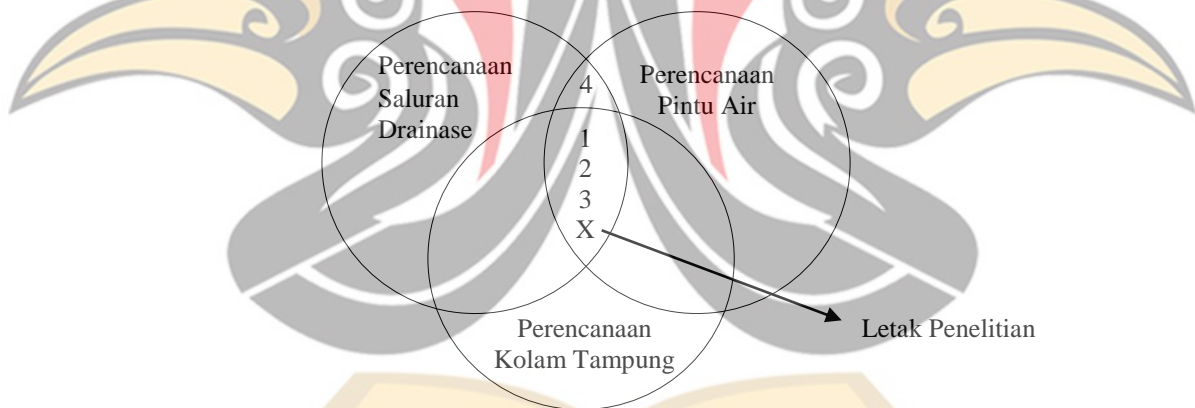 Perencanaan
Saluran
Drainase
4
Perencanaan
Pintu Air
1
2
3
X
Perencanaan
Kolam Tampung
Letak Penelitian